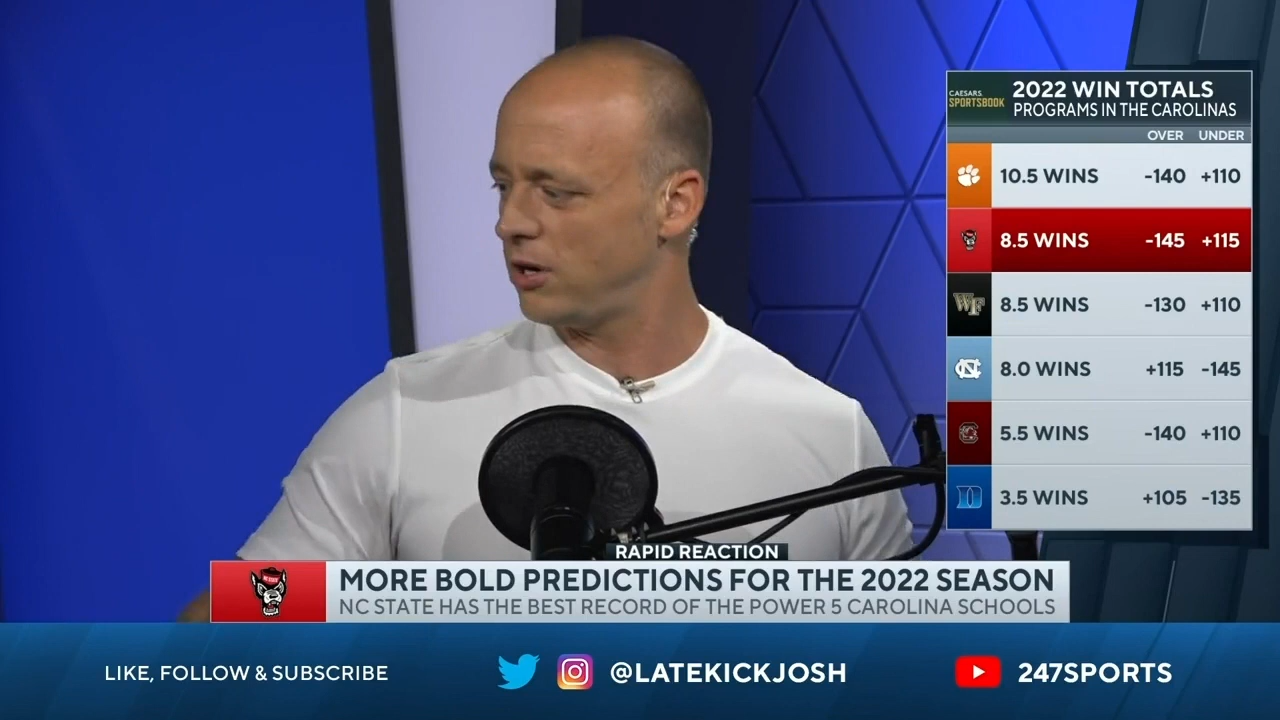 CAESARS
SPORTSBOOK
2022 WIN TOTALS
PROGRAMS IN THE CAROLINAS
OVER UNDER
10.5 WINS -140 +110
8.5 WINS -145 +115
WF 8.5 WINS -130 +110
NC 8.0 WINS +115 -145
C 5.5 WINS -140 +110
D 3.5 WINS +105 -135
RAPID REACTION
MORE BOLD PREDICTIONS FOR THE 2022 SEASON
NC STATE HAS THE BEST RECORD OF THE POWER 5 CAROLINA SCHOOLS
LIKE, FOLLOW & SUBSCRIBE @LATEKICKJOSH 247SPORTS